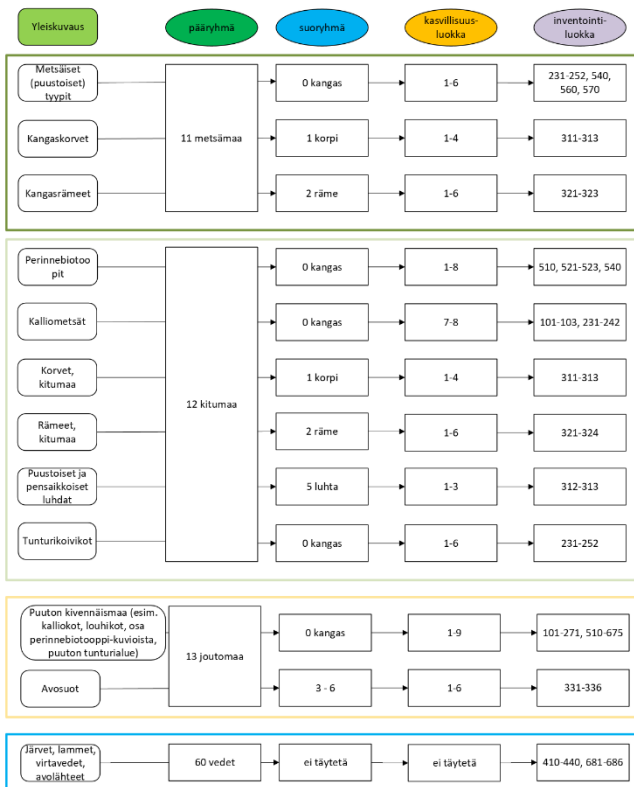 Yleiskuvaus
pääryhmä
suoryhmä
kasvillisuus-
luokka
inventointi-
luokka
Metsäiset
(puustoiset)
tyypit
11 metsämaa
0 kangas
1-6
231-252, 540,
560, 570
Kangaskorvet
1 korpi
1-4
311-313
Kangasrämeet
2 räme
1-6
321-323
Perinnebiotoo
pit
12 kitumaa
0 kangas
1-8
510, 521-523, 540
Kalliometsät
0 kangas
7-8
101-103, 231-242
Korvet,
kitumaa
1 korpi
1-4
311-313
Rämeet,
kitumaa
2 räme
1-6
321-324
Puustoiset ja
pensaikkoiset
luhdat
5 luhta
1-3
312-313
Tunturikoivikot
0 kangas
1-6
231-252
Puuton kivennäismaa (esim.
kalliokot, louhikot, osa
perinnebiotooppi-kuvioista,
puuton tunturialue)
13 joutomaa
0 kangas
1-9
101-271, 510-675
Avosuot
3 - 6
1-6
331-336
Järvet, lammet,
virtavedet,
avolähteet
60 vedet
ei täytetä
ei täytetä
410-440, 681-686